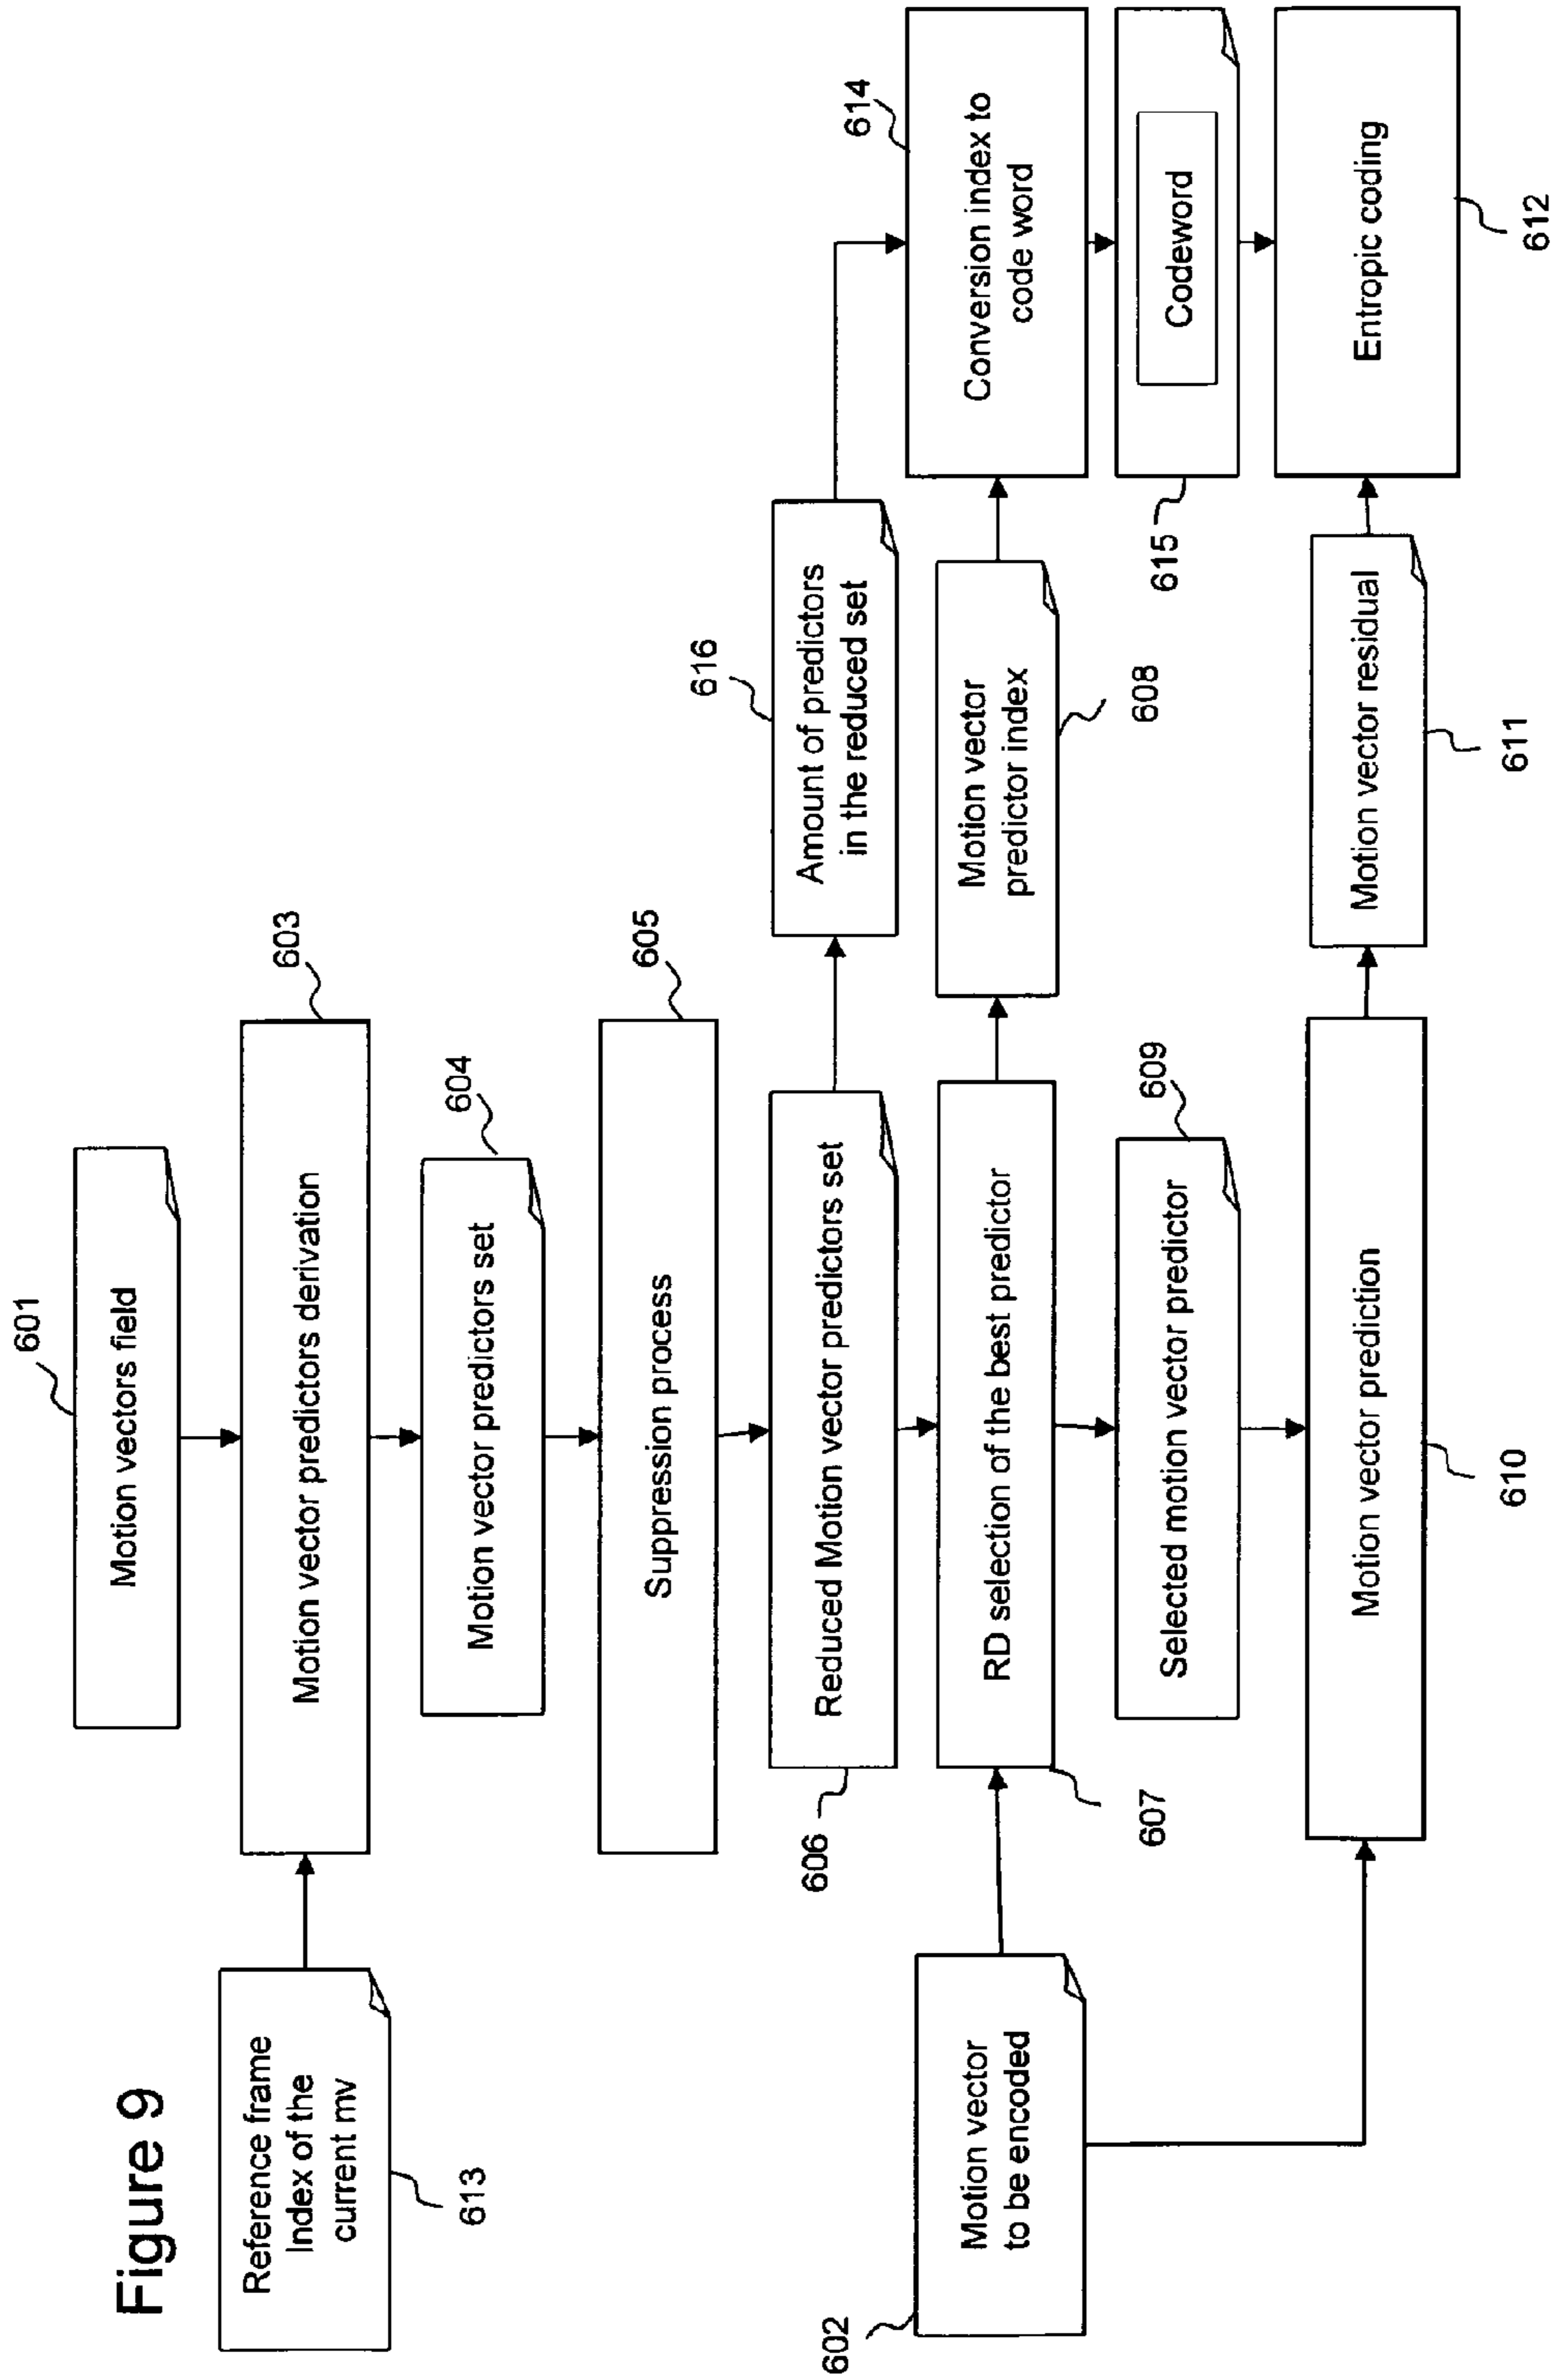 Figure 9
601
Motion vectors field
Reference frame
Index of the
current mv
613
603
Motion vector predictors derivation
604
Motion vector predictors set
605
Suppression process
606
Reduced Motion vector predictors set
616
Amount of predictors
in the reduced set
602
Motion vector
to be encoded
607
RD selection of the best predictor
608
Motion vector
predictor index
614
Conversion index to
code word
609
Selected motion vector predictor
615
Codeword
610
Motion vector prediction
611
Motion vector residual
612
Entropic coding